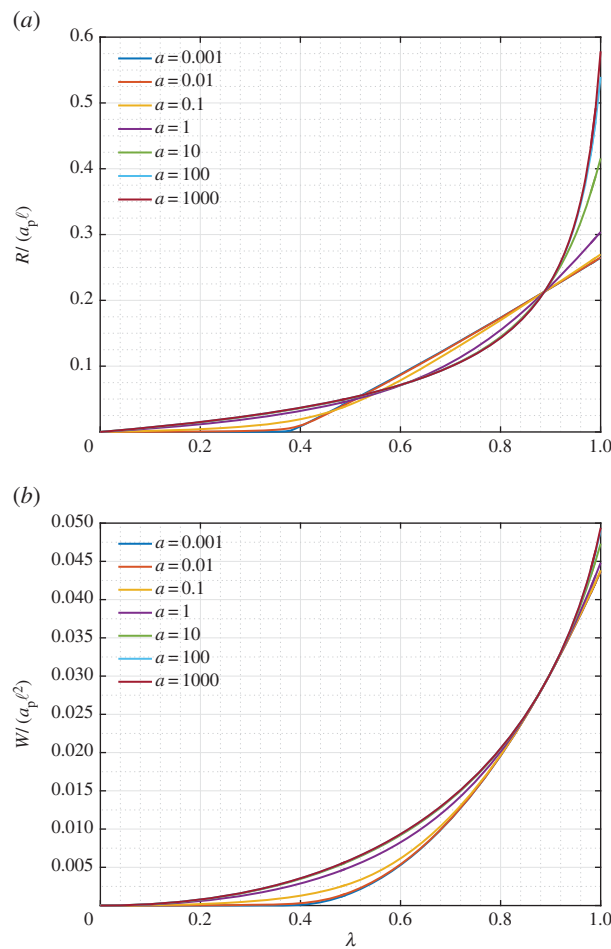 (a)
0.6
0.5
0.4
0.3
0.2
0.1
R/(aₚℓ)
a = 0.001
a = 0.01
a = 0.1
a = 1
a = 10
a = 100
a = 1000
0 0.2 0.4 0.6 0.8 1.0
(b)
0.050
0.045
0.040
0.035
0.030
0.025
0.020
0.015
0.010
0.005
W/(aₚℓ²)
a = 0.001
a = 0.01
a = 0.1
a = 1
a = 10
a = 100
a = 1000
0 0.2 0.4 0.6 0.8 1.0
λ